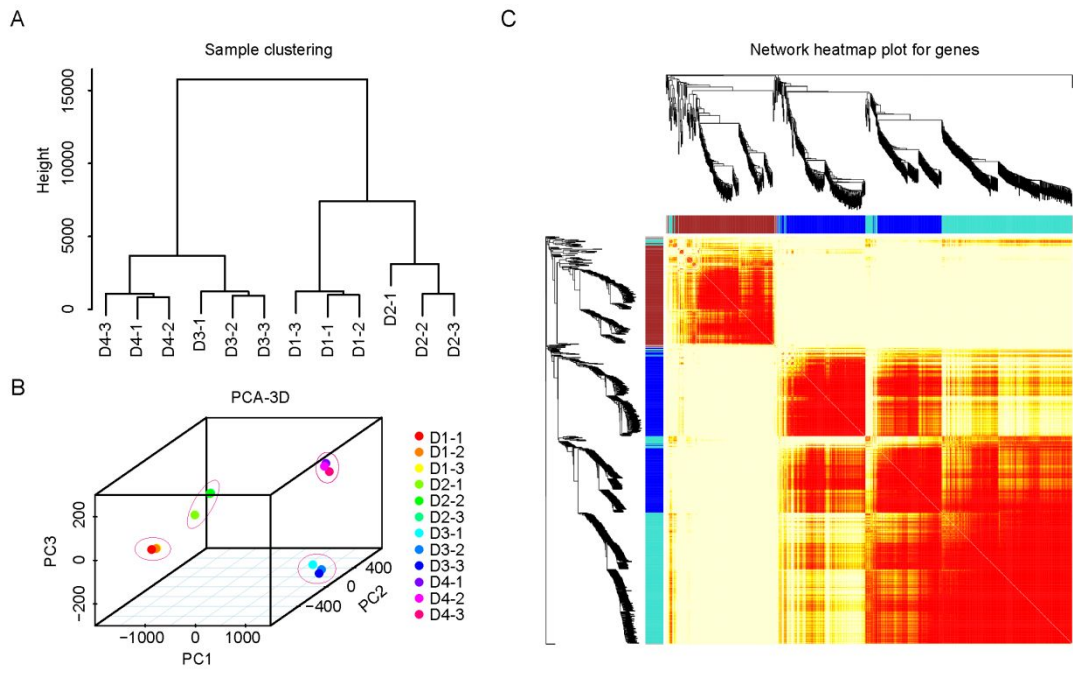 A
Sample clustering
Height
15000
10000
5000
0
D4-3
D4-1
D4-2
D3-1
D3-2
D3-3
D1-3
D1-1
D1-2
D2-1
D2-2
D2-3
B
PCA-3D
PC3
200
0
−200
−1000
0
1000
PC1
−400
0
400
PC2
D1-1
D1-2
D1-3
D2-1
D2-2
D2-3
D3-1
D3-2
D3-3
D4-1
D4-2
D4-3
C
Network heatmap plot for genes